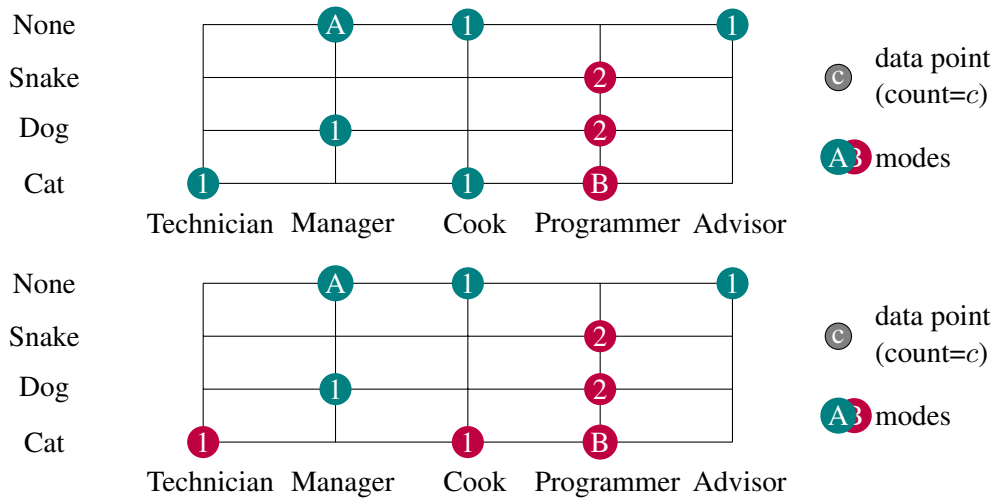 None A 1 1
Snake 2
Dog 1 2
Cat 1 1 B
Technician Manager Cook Programmer Advisor
c data point
(count=c)
AB modes
None A 1 1
Snake 2
Dog 1 2
Cat 1 1 B
Technician Manager Cook Programmer Advisor
c data point
(count=c)
AB modes